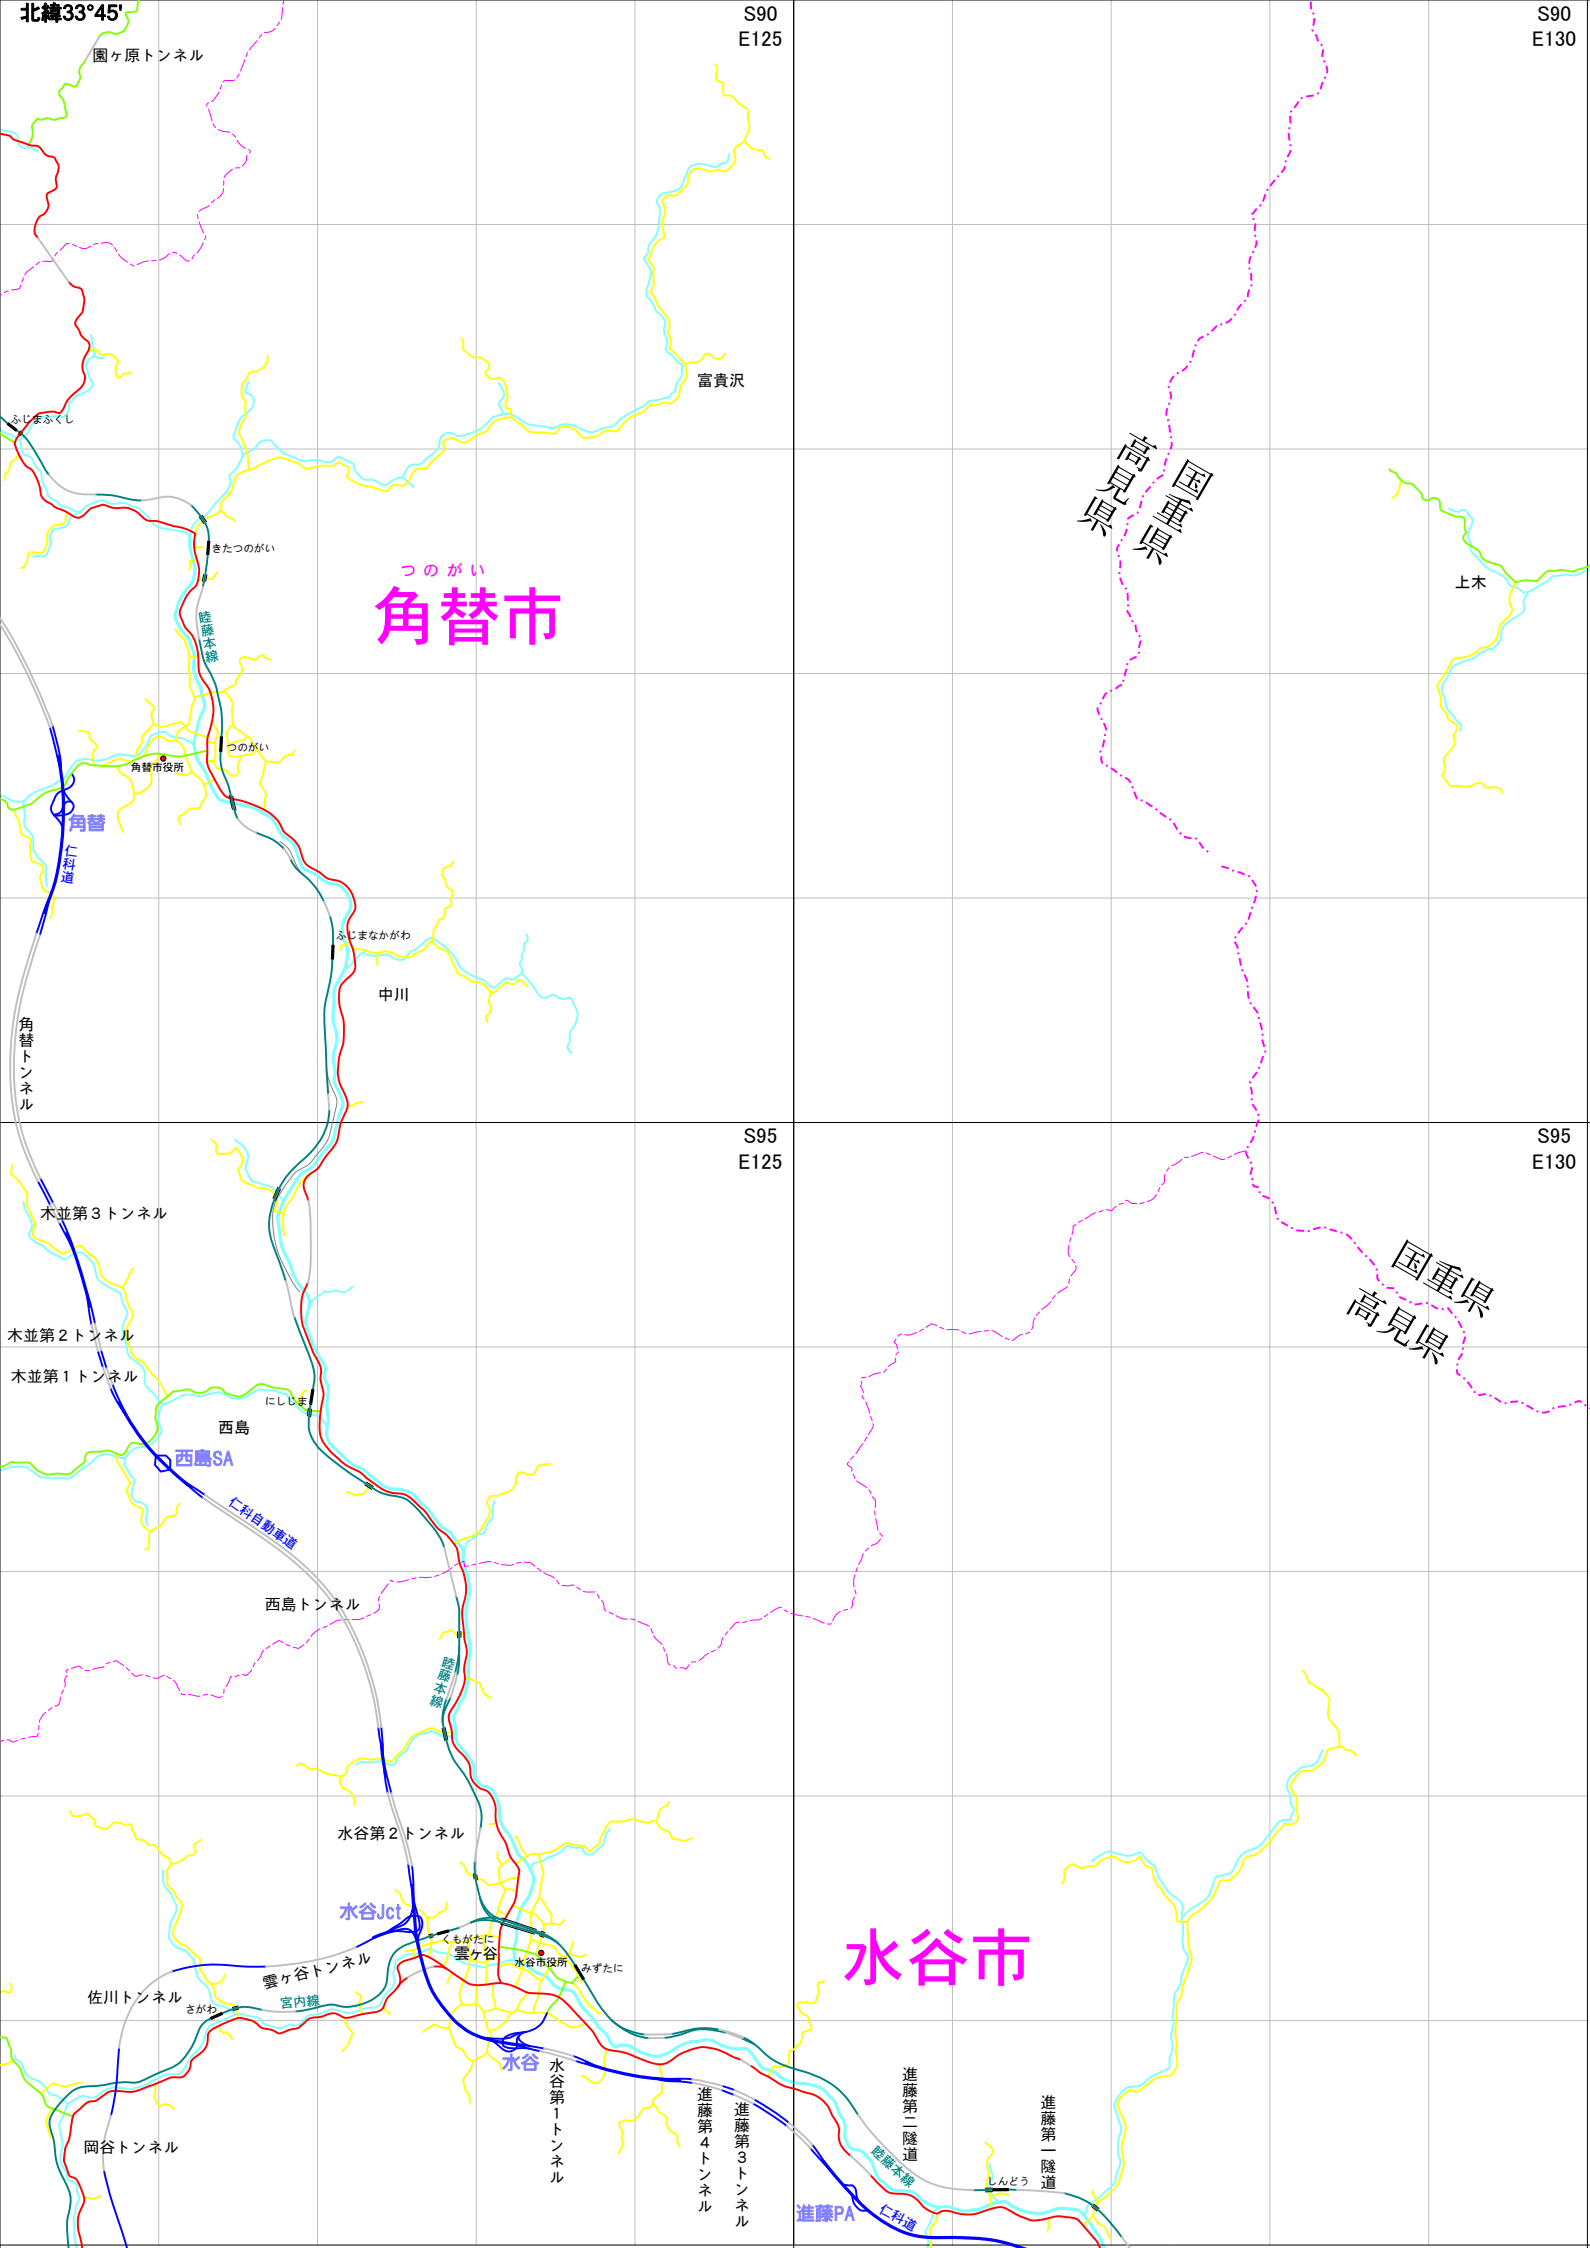 北緯33°45'
S90
E125
S90
E130
園ヶ原トンネル
富貴沢
ふじまふくし
高見県
国重県
きたつのがい
つのがい
角替市
上木
睦藤本線
つのがい
角替市役所
角替
仁科道
ふじまなかがわ
中川
角替トンネル
S95
E125
S95
E130
木並第３トンネル
国重県
高見県
木並第２トンネル
木並第１トンネル
にしじま
西島
西島SA
仁科自動車道
西島トンネル
睦藤本線
水谷第２トンネル
水谷Jct
くもがたに
雲ヶ谷
水谷市役所
みずたに
水谷市
雲ヶ谷トンネル
佐川トンネル
さがわ
宮内線
水谷
水谷第１トンネル
進藤第４トンネル
進藤第３トンネル
進藤第二隧道
進藤第一隧道
岡谷トンネル
睦藤本線
しんどう
進藤PA
仁科道